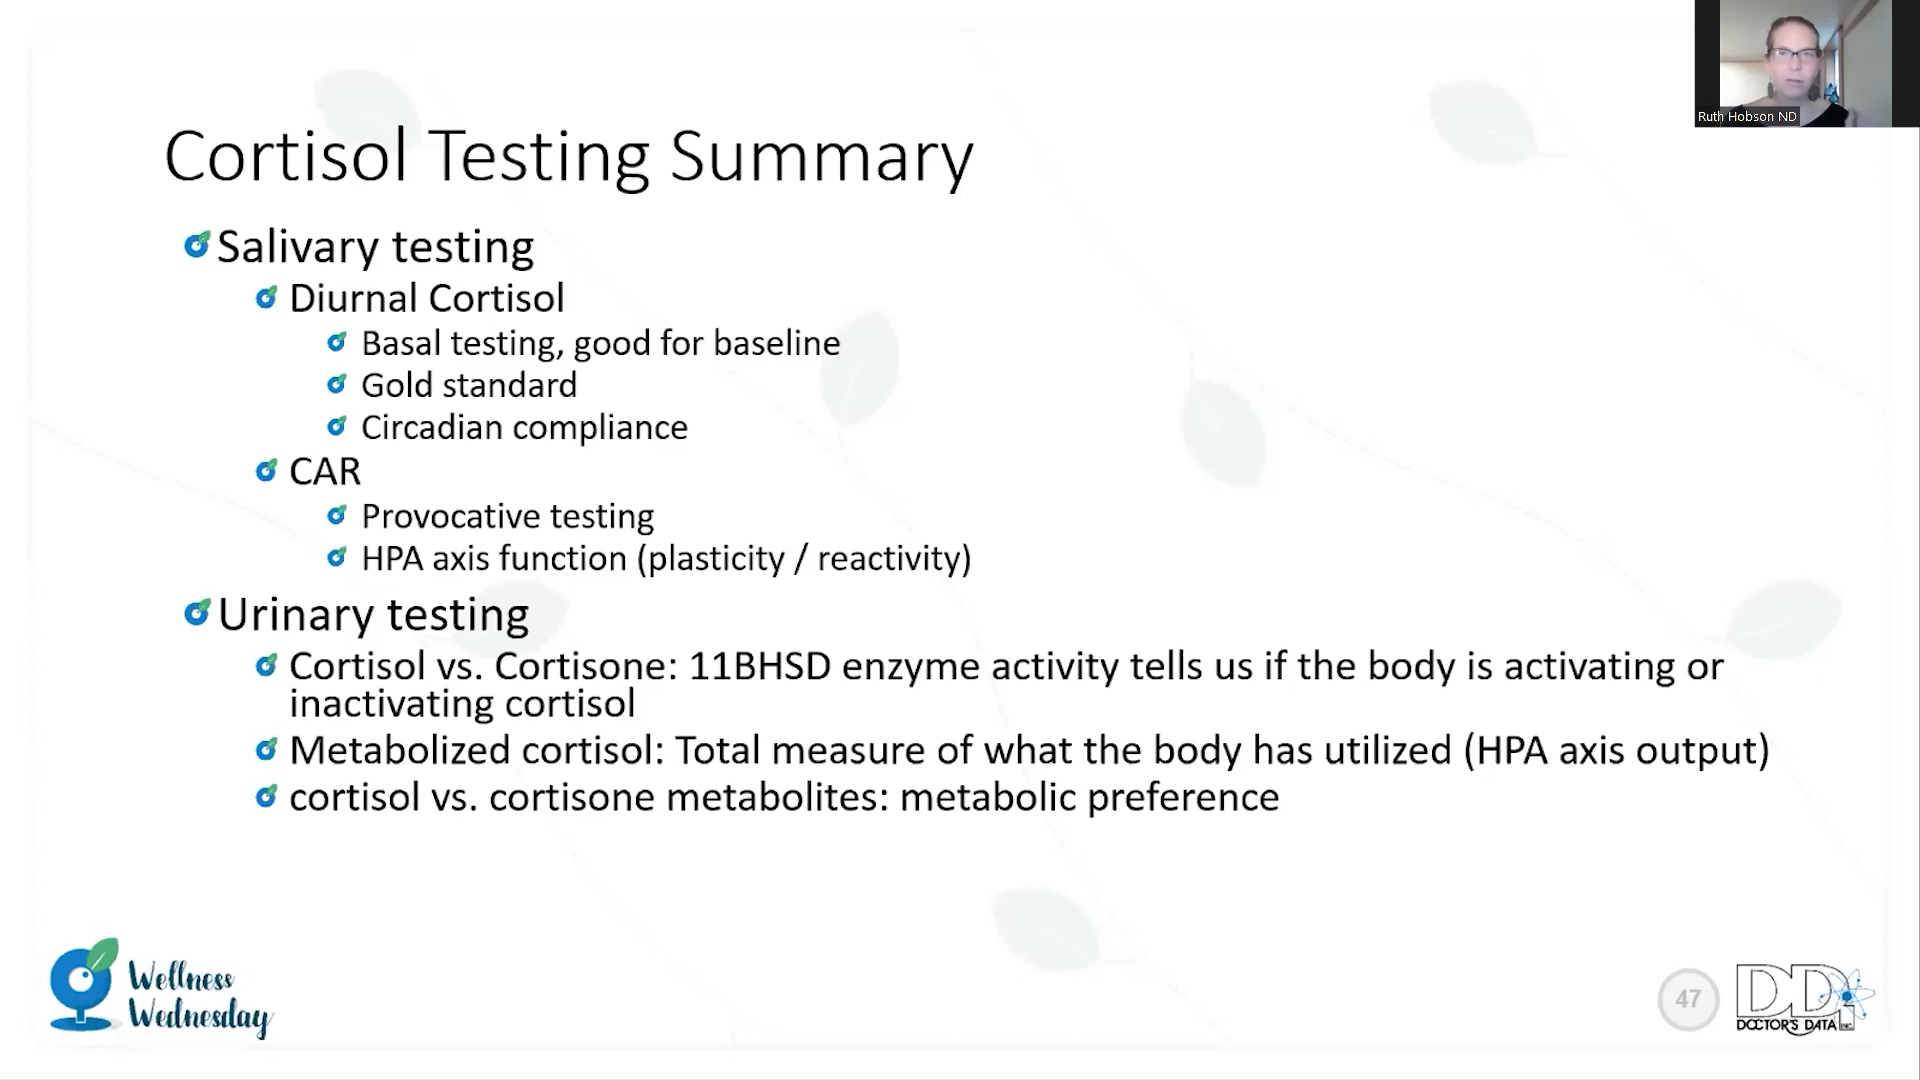 Ruth Hobson ND
Cortisol Testing Summary
Salivary testing
Diurnal Cortisol
Basal testing, good for baseline
Gold standard
Circadian compliance
CAR
Provocative testing
HPA axis function (plasticity / reactivity)
Urinary testing
Cortisol vs. Cortisone: 11BHSD enzyme activity tells us if the body is activating or
inactivating cortisol
Metabolized cortisol: Total measure of what the body has utilized (HPA axis output)
cortisol vs. cortisone metabolites: metabolic preference
Wellness
Wednesday
47
DDI
DOCTOR'S DATA